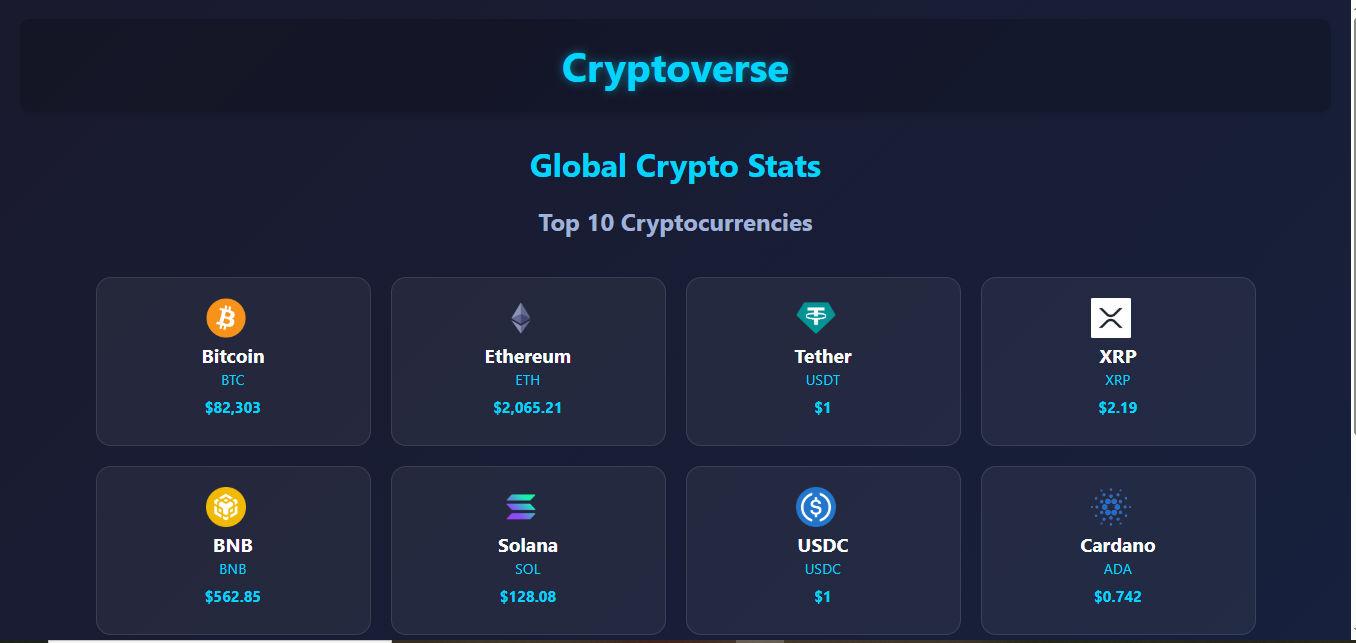 Cryptoverse
Global Crypto Stats
Top 10 Cryptocurrencies
Bitcoin
BTC
$82,303
Ethereum
ETH
$2,065.21
Tether
USDT
$1
XRP
XRP
$2.19
BNB
BNB
$562.85
Solana
SOL
$128.08
USDC
USDC
$1
Cardano
ADA
$0.742